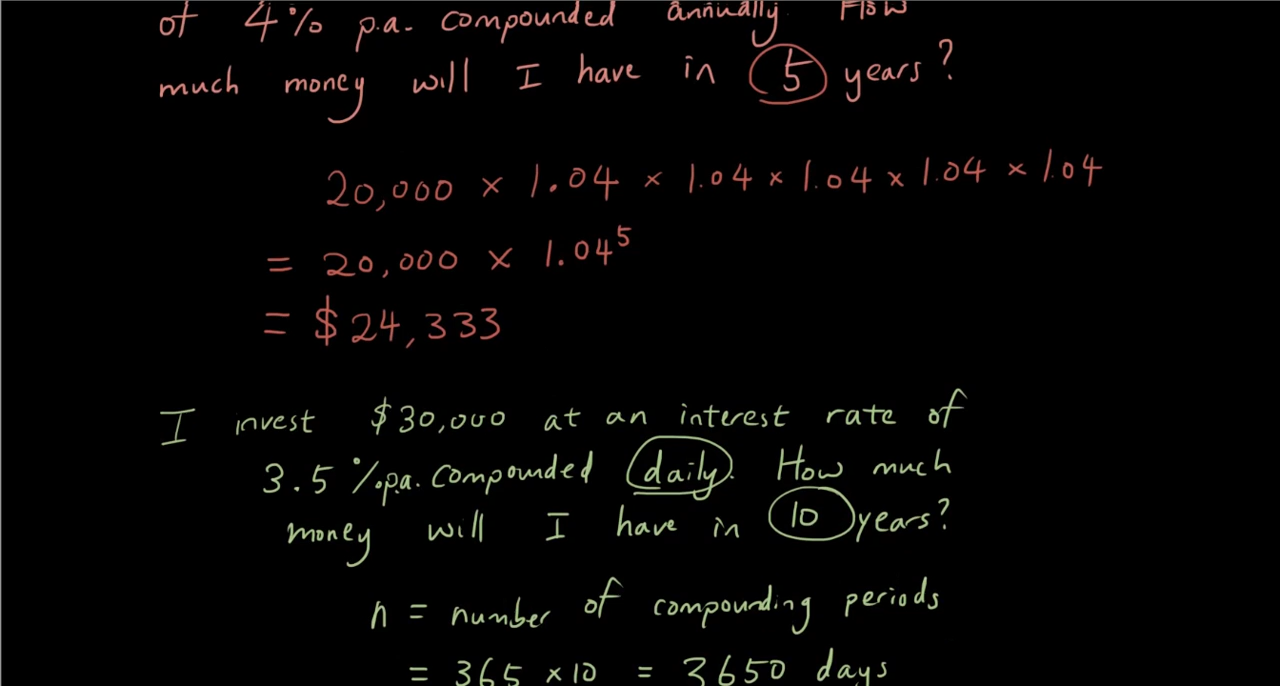 of 4% p.a. compounded annually How
much money will I have in 5 years?
20,000 × 1.04 × 1.04 × 1.04 × 1.04 × 1.04
= 20,000 × 1.04⁵
= $24,333
I invest $30,000 at an interest rate of
3.5% p.a. compounded daily. How much
money will I have in 10 years?
n = number of compounding periods
= 365 × 10 = 3650 days